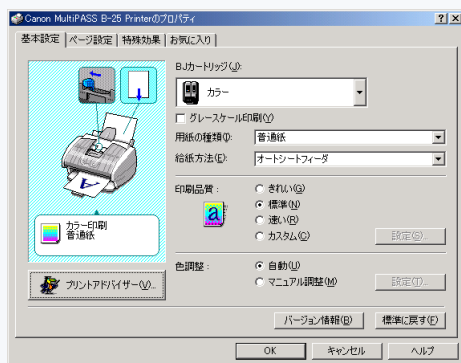 Canon MultiPASS B-25 Printerのプロパティ
基本設定 ページ設定 特殊効果 お気に入り
BJカートリッジ(J):
カラー
グレースケール印刷(Y)
用紙の種類(I): 普通紙
給紙方法(E): オートシートフィーダ
印刷品質: きれい(G)
標準(N)
速い(R)
カスタム(C) 設定(S)...
カラー印刷
普通紙
色調整: 自動(U)
マニュアル調整(M) 設定(T)...
プリントアドバイザー(V)...
バージョン情報(B) 標準に戻す(F)
OK キャンセル ヘルプ